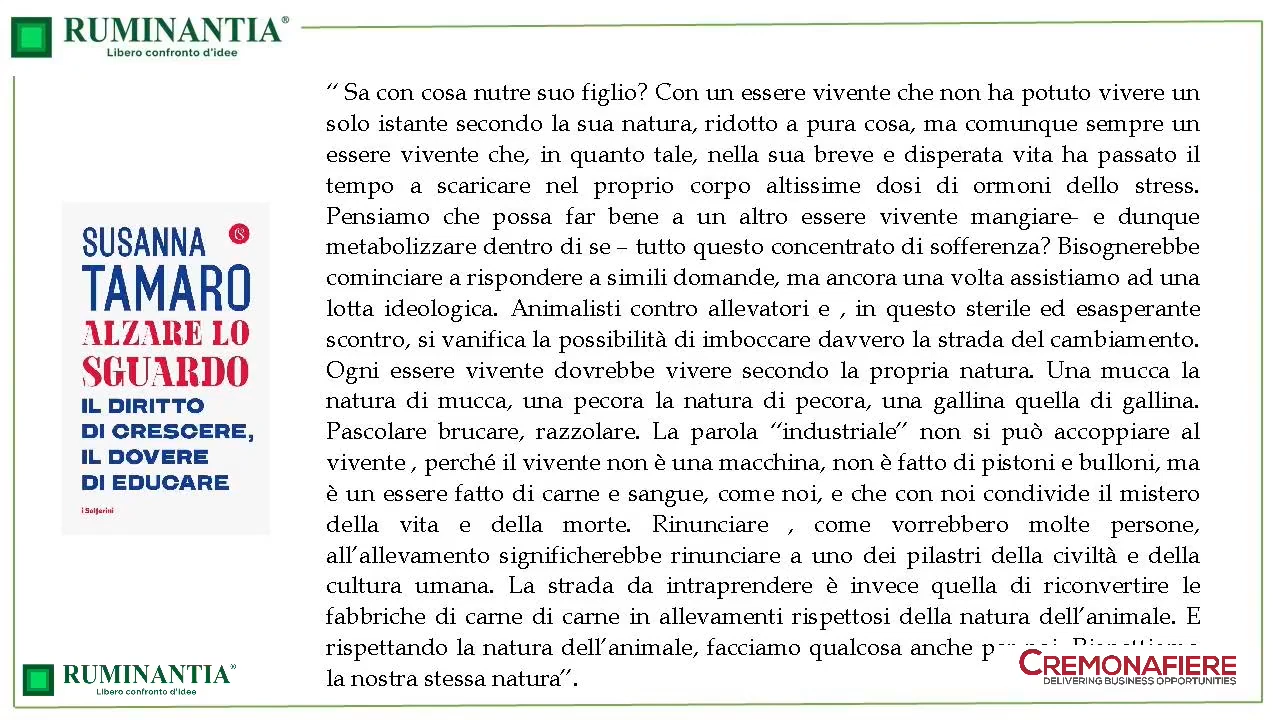 RUMINANTIA®
Libero confronto d'idee
“ Sa con cosa nutre suo figlio? Con un essere vivente che non ha potuto vivere un
solo istante secondo la sua natura, ridotto a pura cosa, ma comunque sempre un
essere vivente che, in quanto tale, nella sua breve e disperata vita ha passato il
tempo a scaricare nel proprio corpo altissime dosi di ormoni dello stress.
Pensiamo che possa far bene a un altro essere vivente mangiare- e dunque
metabolizzare dentro di se – tutto questo concentrato di sofferenza? Bisognerebbe
cominciare a rispondere a simili domande, ma ancora una volta assistiamo ad una
lotta ideologica. Animalisti contro allevatori e , in questo sterile ed esasperante
scontro, si vanifica la possibilità di imboccare davvero la strada del cambiamento.
Ogni essere vivente dovrebbe vivere secondo la propria natura. Una mucca la
natura di mucca, una pecora la natura di pecora, una gallina quella di gallina.
Pascolare brucare, razzolare. La parola “industriale” non si può accoppiare al
vivente , perché il vivente non è una macchina, non è fatto di pistoni e bulloni, ma
è un essere fatto di carne e sangue, come noi, e che con noi condivide il mistero
della vita e della morte. Rinunciare , come vorrebbero molte persone,
all’allevamento significherebbe rinunciare a uno dei pilastri della civiltà e della
cultura umana. La strada da intraprendere è invece quella di riconvertire le
fabbriche di carne di carne in allevamenti rispettosi della natura dell’animale. E
rispettando la natura dell’animale, facciamo qualcosa anche
la nostra stessa natura”.
SUSANNA
TAMARO
ALZARE LO
SGUARDO
IL DIRITTO
DI CRESCERE,
IL DOVERE
DI EDUCARE
i Solferini
RUMINANTIA®
Libero confronto d'idee
CREMONAFIERE
DELIVERING BUSINESS OPPORTUNITIES